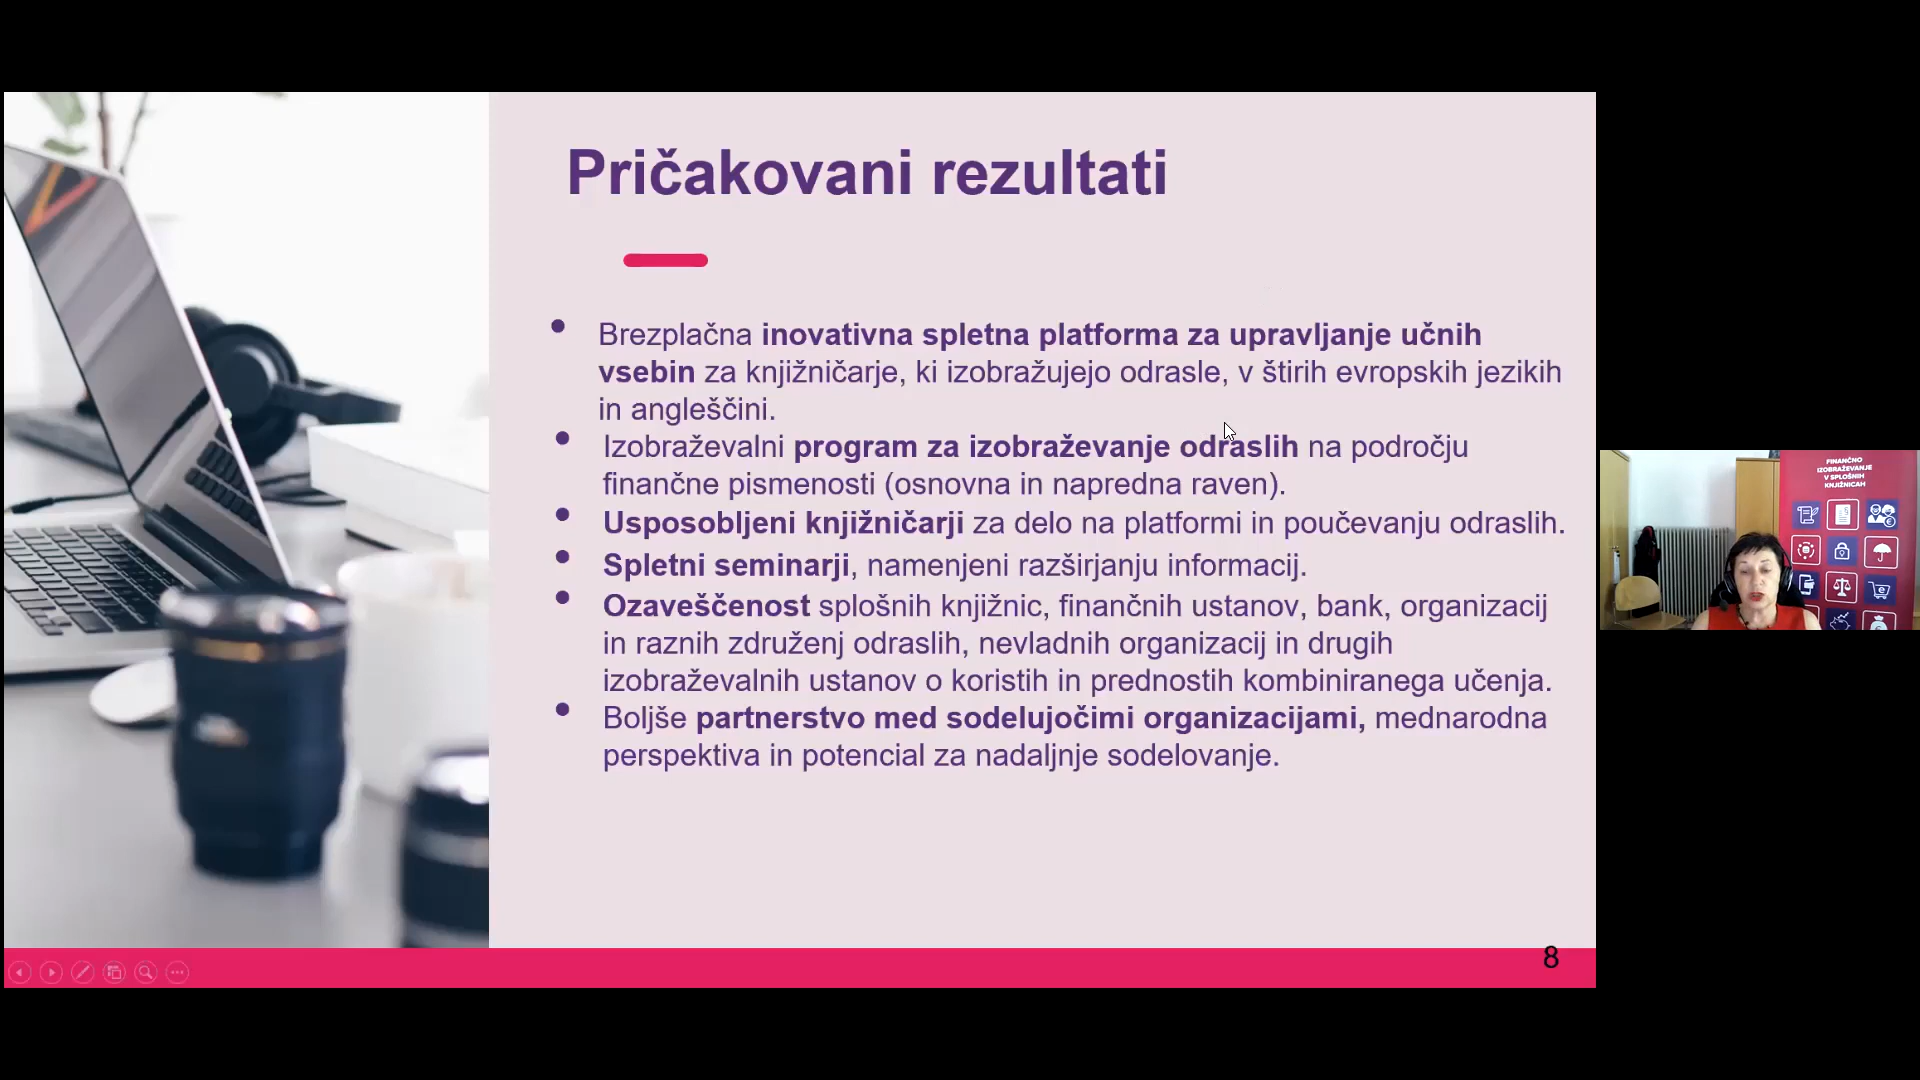 Pričakovani rezultati
Brezplačna inovativna spletna platforma za upravljanje učnih
vsebin za knjižničarje, ki izobražujejo odrasle, v štirih evropskih jezikih
in angleščini.
Izobraževalni program za izobraževanje odraslih na področju
finančne pismenosti (osnovna in napredna raven).
Usposobljeni knjižničarji za delo na platformi in poučevanju odraslih.
Spletni seminarji, namenjeni razširjanju informacij.
Ozaveščenost splošnih knjižnic, finančnih ustanov, bank, organizacij
in raznih združenj odraslih, nevladnih organizacij in drugih
izobraževalnih ustanov o koristih in prednostih kombiniranega učenja.
Boljše partnerstvo med sodelujočimi organizacijami, mednarodna
perspektiva in potencial za nadaljnje sodelovanje.
8
FINANČNO
IZOBRAŽEVANJE
V SPLOŠNIH
KNJIŽNICAH